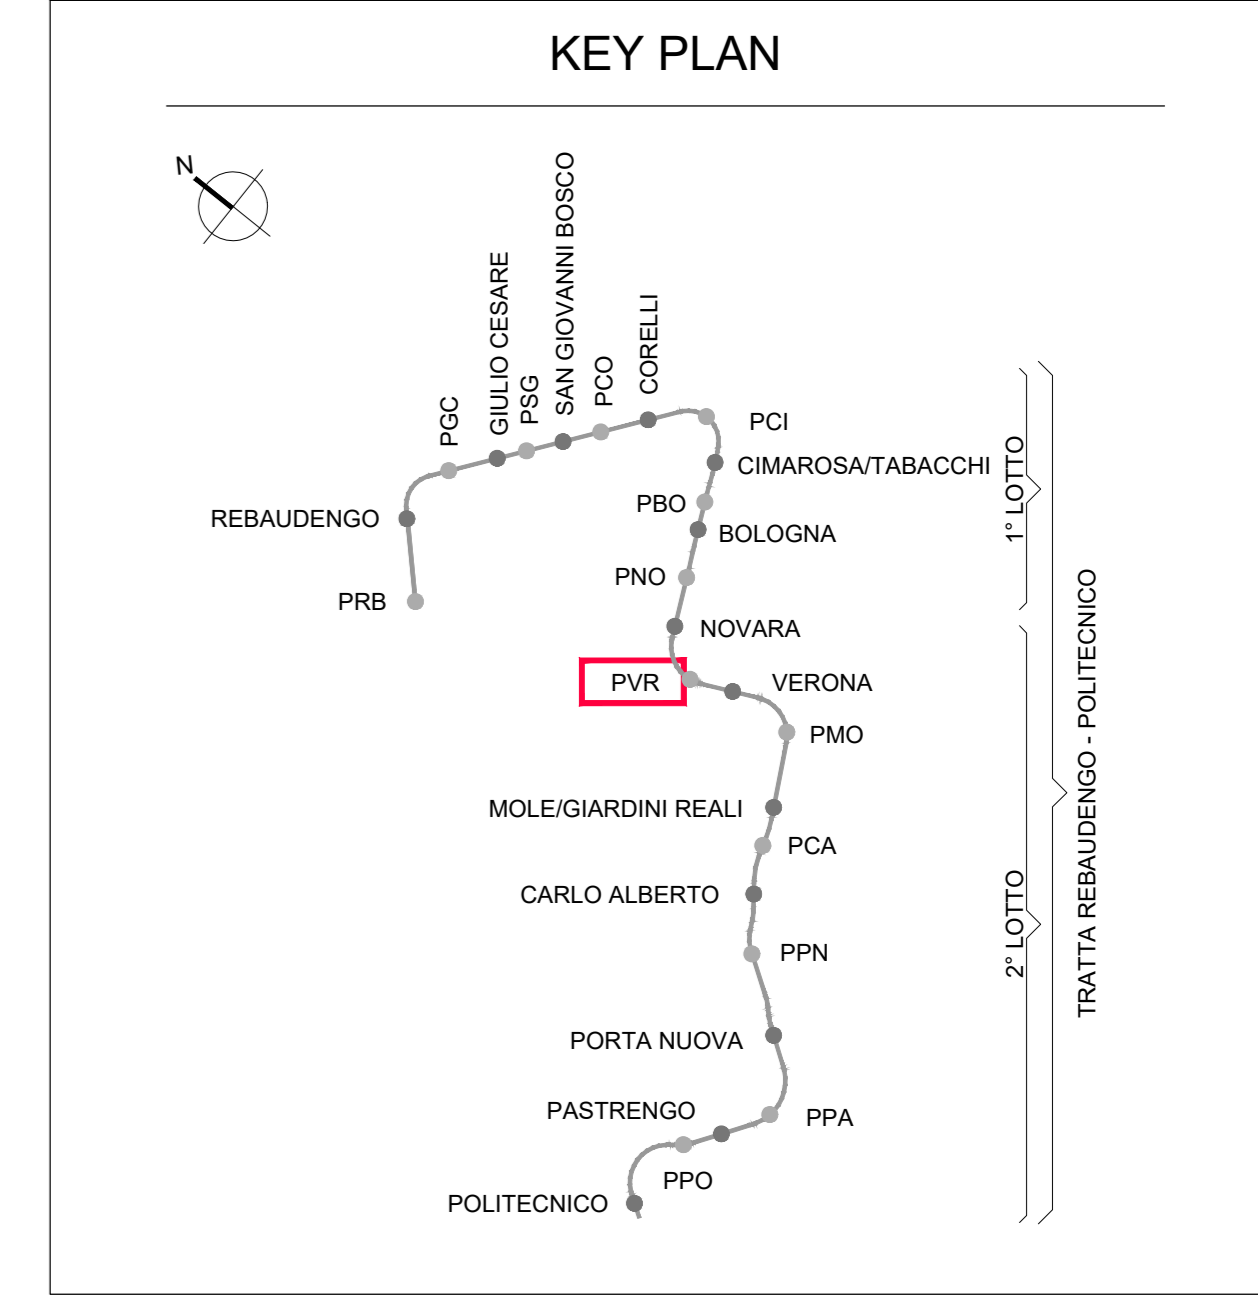 KEY PLAN
N
PGC
GIULIO CESARE
PSG
SAN GIOVANNI BOSCO
PCO
CORELLI
PCI
CIMAROSA/TABACCHI
PBO
BOLOGNA
REBAUDENGO
PNO
PRB
NOVARA
PVR
VERONA
PMO
MOLE/GIARDINI REALI
PCA
CARLO ALBERTO
PPN
PORTA NUOVA
PASTRENGO
PPA
PPO
POLITECNICO
1° LOTTO
2° LOTTO
TRATTA REBAUDENGO - POLITECNICO